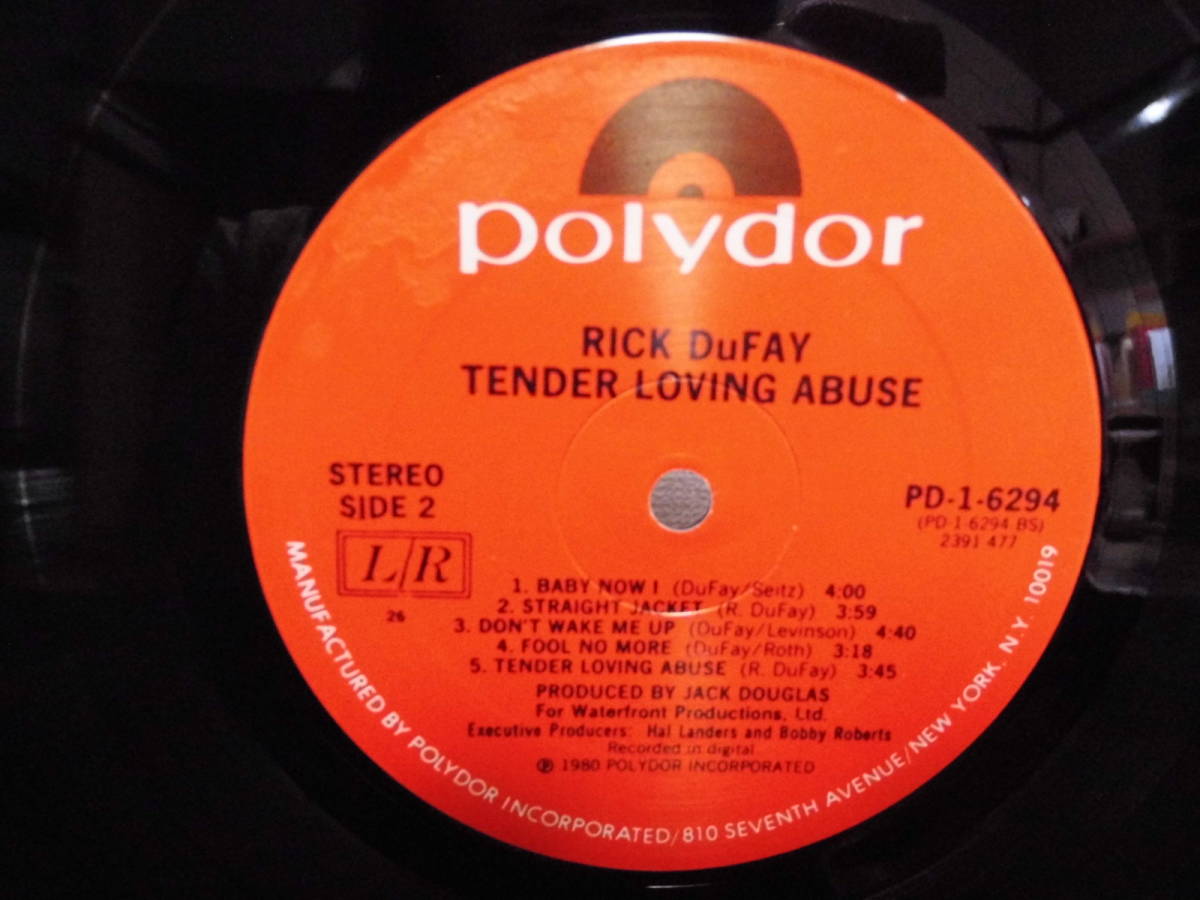 polydor
RICK DuFAY
TENDER LOVING ABUSE
STEREO
SIDE 2
L/R
26
PD-1-6294
(PD-1-6294 BS)
2391 477
1. BABY NOW I (DuFay/Seitz) 4:00
2. STRAIGHT JACKET (R. DuFay) 3:59
3. DON'T WAKE ME UP (DuFay/Levinson) 4:40
4. FOOL NO MORE (DuFay/Roth) 3:18
5. TENDER LOVING ABUSE (R. DuFay) 3:45
PRODUCED BY JACK DOUGLAS
For Waterfront Productions, Ltd.
Executive Producers: Hal Landers and Bobby Roberts
Recorded in digital
℗ 1980 POLYDOR INCORPORATED
MANUFACTURED BY POLYDOR INCORPORATED/810 SEVENTH AVENUE/NEW YORK, N.Y. 10019